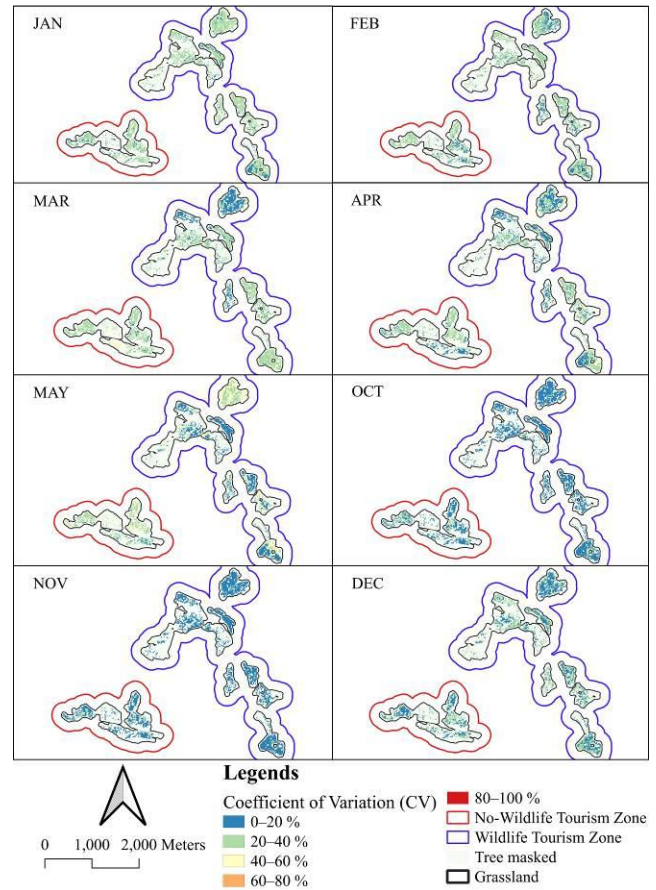 JAN
FEB
MAR
APR
MAY
OCT
NOV
DEC
Legends
Coefficient of Variation (CV)
0–20 %
20–40 %
40–60 %
60–80 %
80–100 %
No-Wildlife Tourism Zone
Wildlife Tourism Zone
Tree masked
Grassland
0 1,000 2,000 Meters